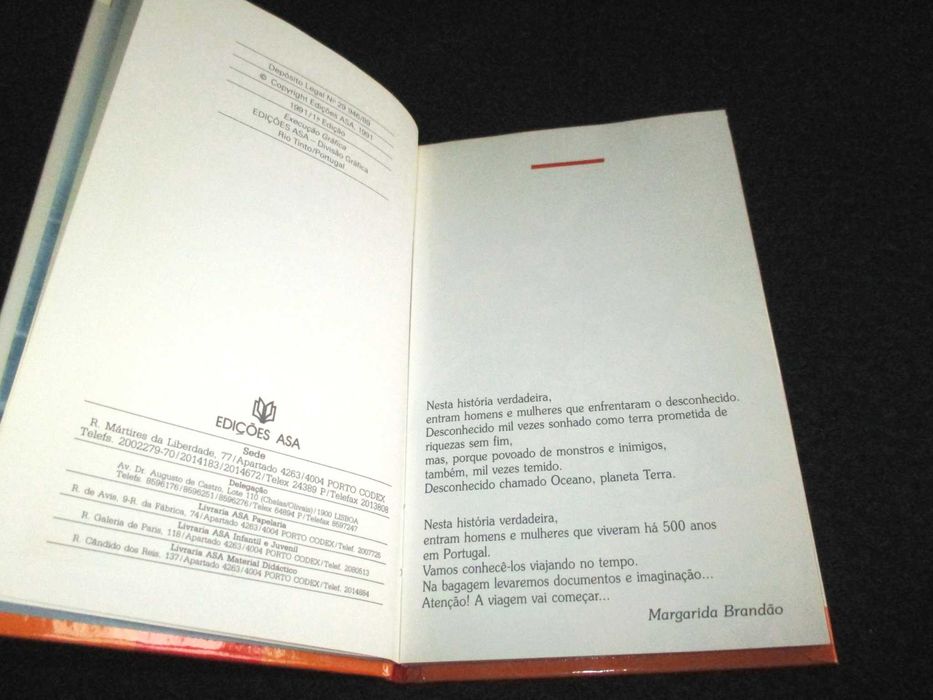 Depósito Legal Nº 29 946/89
© Copyright Edições ASA, 1991
1991/1ª Edição
Execução Gráfica
EDIÇÕES ASA – Divisão Gráfica
Rio Tinto/Portugal
EDIÇÕES ASA
Sede
R. Mártires da Liberdade, 77/Apartado 4263/4004 PORTO CODEX
Telefs. 2002279-70/2014183/2014672/Telex 24389 P/Telefax 2013808
Delegação
Av. Dr. Augusto de Castro, Lote 110 (Chelas/Olivais)/1900 LISBOA
Telefs. 8596176/8596251/8596276/Telex 64894 P/Telefax 8597247
Livraria ASA Papelaria
R. de Avis, 9-R. da Fábrica, 74/Apartado 4263/4004 PORTO CODEX/Telef. 2007725
Livraria ASA Infantil e Juvenil
R. Galeria de Paris, 118/Apartado 4263/4004 PORTO CODEX/Telef. 2080513
Livraria ASA Material Didáctico
R. Cândido dos Reis, 137/Apartado 4263/4004 PORTO CODEX/Telef. 2014884
Nesta história verdadeira,
entram homens e mulheres que enfrentaram o desconhecido.
Desconhecido mil vezes sonhado como terra prometida de
riquezas sem fim,
mas, porque povoado de monstros e inimigos,
também, mil vezes temido.
Desconhecido chamado Oceano, planeta Terra.
Nesta história verdadeira,
entram homens e mulheres que viveram há 500 anos
em Portugal.
Vamos conhecê-los viajando no tempo.
Na bagagem levaremos documentos e imaginação...
Atenção! A viagem vai começar...
Margarida Brandão